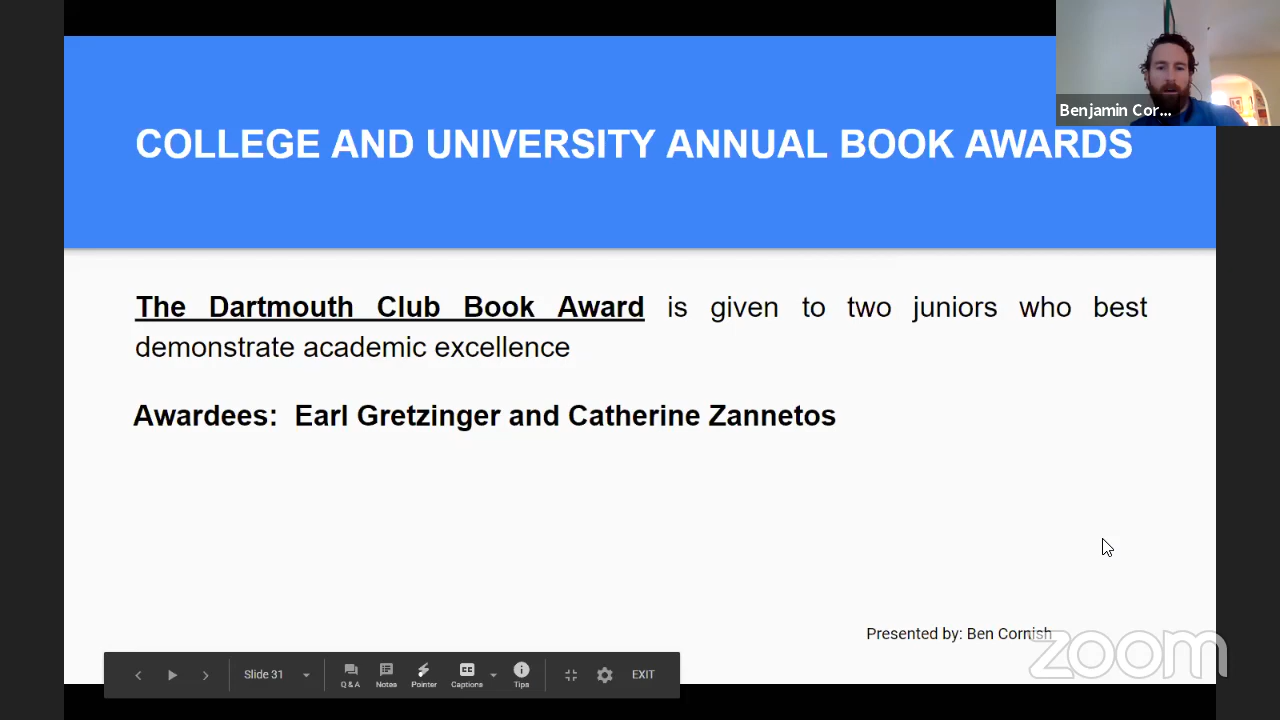 Benjamin Cor...
COLLEGE AND UNIVERSITY ANNUAL BOOK AWARDS
The Dartmouth Club Book Award is given to two juniors who best
demonstrate academic excellence
Awardees: Earl Gretzinger and Catherine Zannetos
Presented by: Ben Cornish
zoom
Slide 31
Q & A
Notes
Pointer
CC
Captions
Tips
EXIT